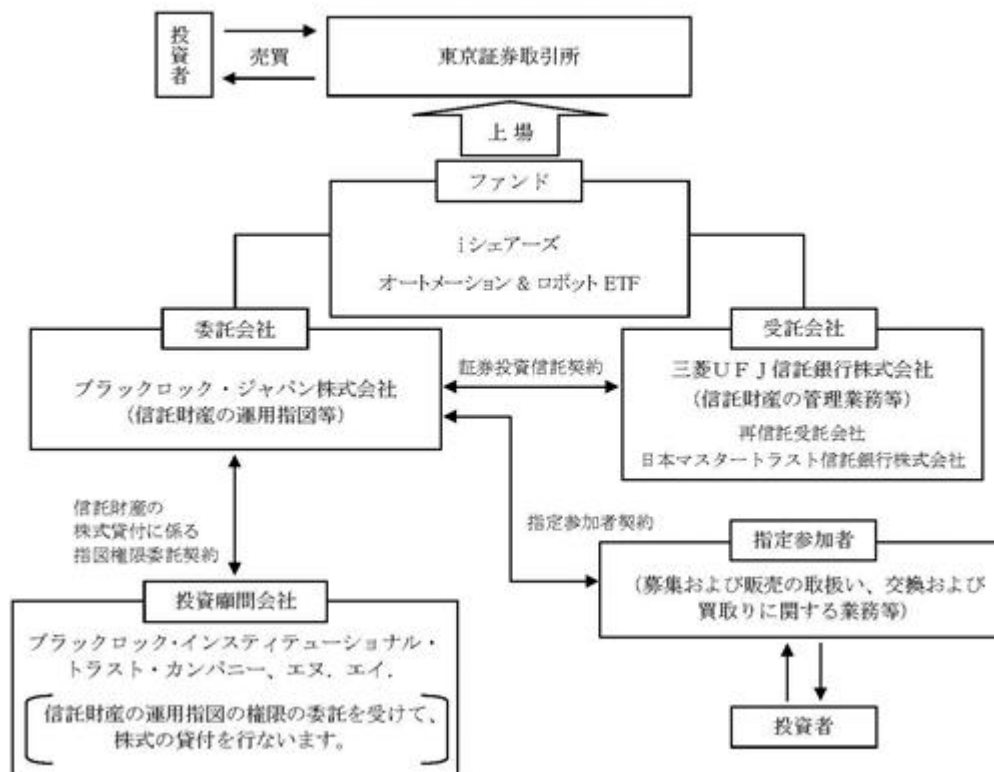 投資者
売買
東京証券取引所
上 場
ファンド
iシェアーズ
オートメーション & ロボット ETF
委託会社
ブラックロック・ジャパン株式会社
(信託財産の運用指図等)
証券投資信託契約
受託会社
三菱UFJ信託銀行株式会社
(信託財産の管理業務等)
再信託受託会社
日本マスタートラスト信託銀行株式会社
信託財産の
株式貸付に係る
指図権限委託契約
指定参加者契約
指定参加者
(募集および販売の取扱い、交換および
買取りに関する業務等)
投資顧問会社
ブラックロック・インスティテューショナル・
トラスト・カンパニー、エヌ.エイ.
信託財産の運用指図の権限の委託を受けて、
株式の貸付を行ないます。
投資者